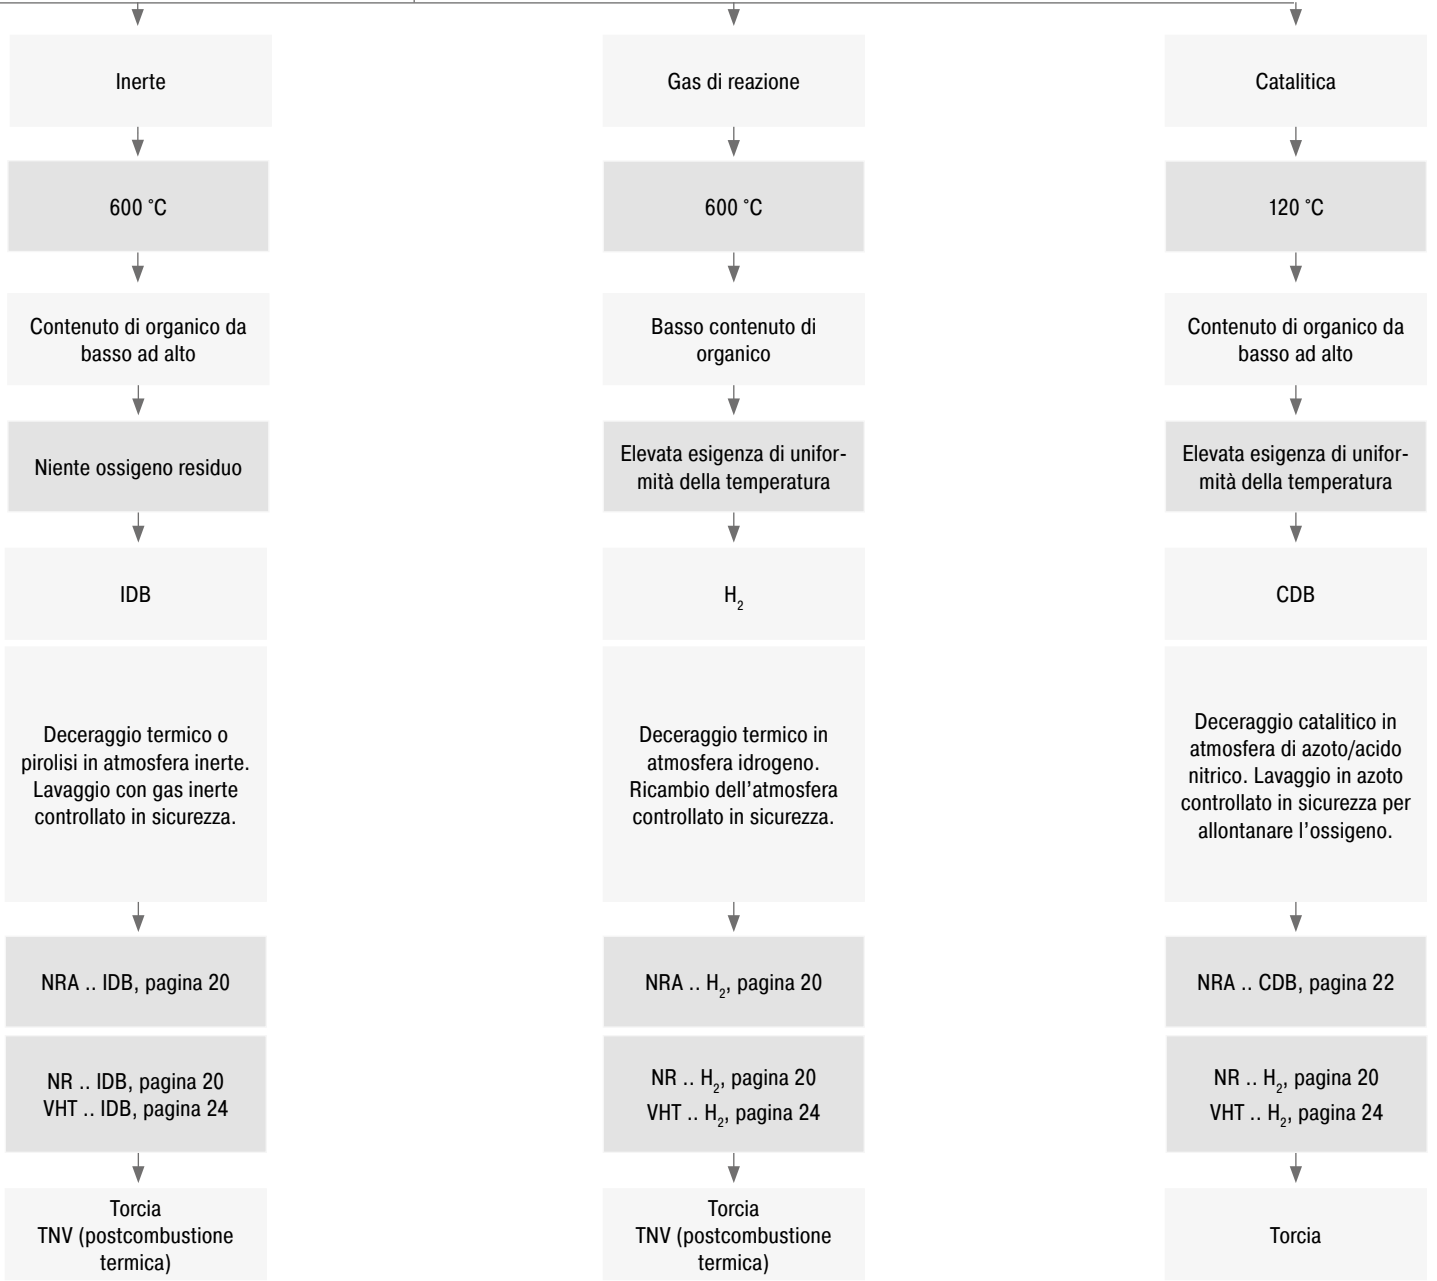 Inerte
600 °C
Contenuto di organico da
basso ad alto
Niente ossigeno residuo
IDB
Deceraggio termico o
pirolisi in atmosfera inerte.
Lavaggio con gas inerte
controllato in sicurezza.
NRA .. IDB, pagina 20
NR .. IDB, pagina 20
VHT .. IDB, pagina 24
Torcia
TNV (postcombustione
termica)
Gas di reazione
600 °C
Basso contenuto di
organico
Elevata esigenza di unifor-
mità della temperatura
H₂
Deceraggio termico in
atmosfera idrogeno.
Ricambio dell'atmosfera
controllato in sicurezza.
NRA .. H₂, pagina 20
NR .. H₂, pagina 20
VHT .. H₂, pagina 24
Torcia
TNV (postcombustione
termica)
Catalitica
120 °C
Contenuto di organico da
basso ad alto
Elevata esigenza di unifor-
mità della temperatura
CDB
Deceraggio catalitico in
atmosfera di azoto/acido
nitrico. Lavaggio in azoto
controllato in sicurezza per
allontanare l'ossigeno.
NRA .. CDB, pagina 22
NR .. H₂, pagina 20
VHT .. H₂, pagina 24
Torcia